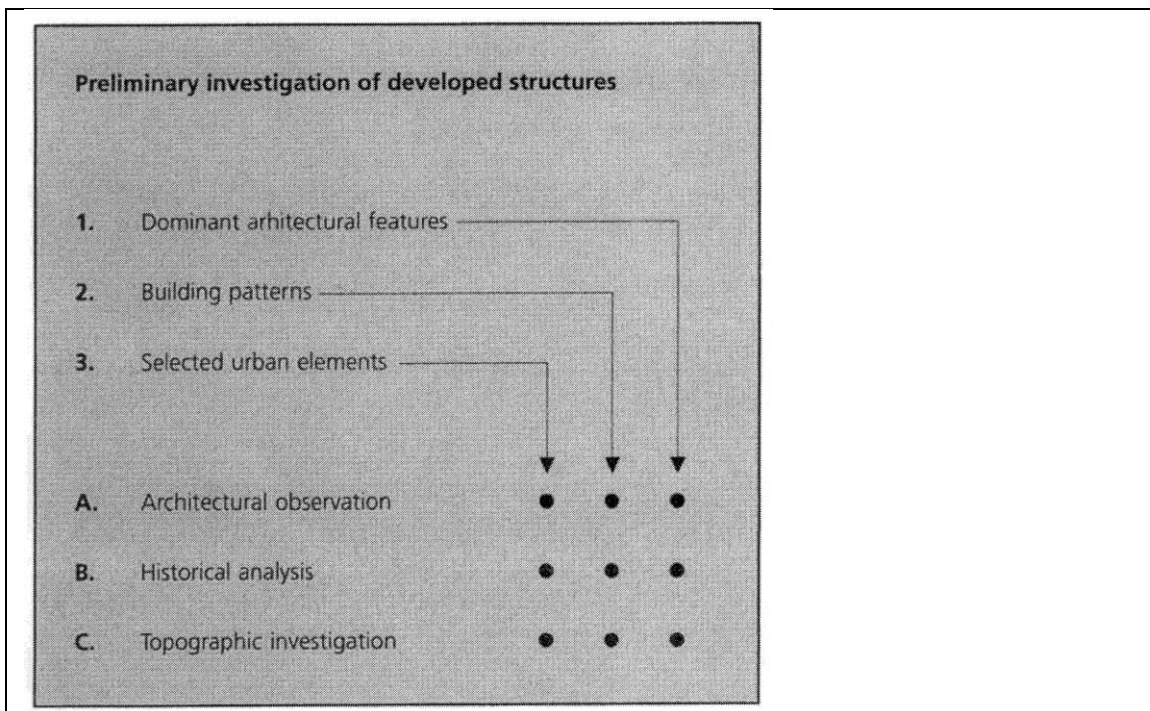 Preliminary investigation of developed structures
1. Dominant arhitectural features
2. Building patterns
3. Selected urban elements
A. Architectural observation
B. Historical analysis
C. Topographic investigation